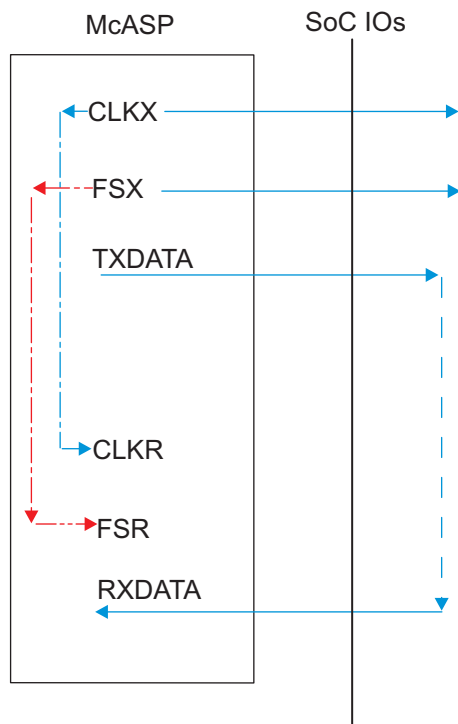 McASP
SoC IOs
CLKX
FSX
TXDATA
CLKR
FSR
RXDATA